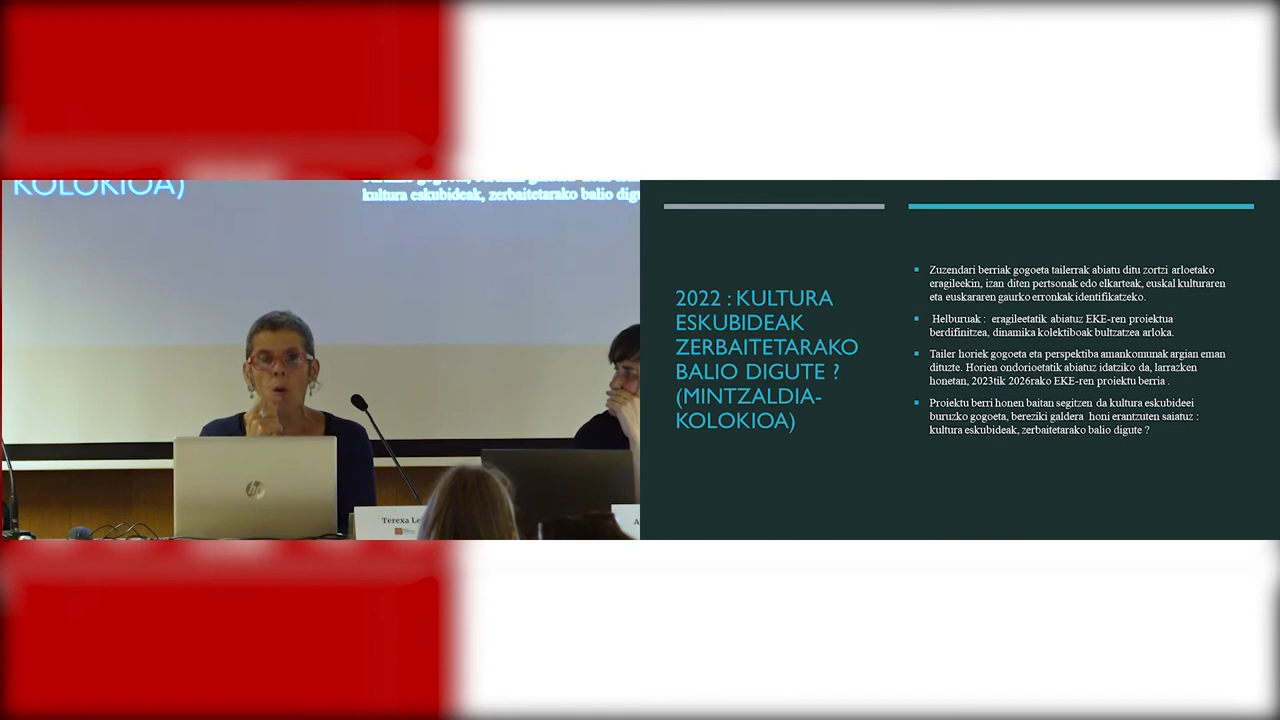 KOLOKIOA)
kultura eskubideak, zerbaitetarako balio
hp
Terexa
2022 : KULTURA
ESKUBIDEAK
ZERBAITETARAKO
BALIO DIGUTE ?
(MINTZALDIA-
KOLOKIOA)
Zuzendari berriak gogoeta tailerrak abiatu ditu zortzi arloetako
eragileekin, izan diten pertsonak edo elkarteak, euskal kulturaren
eta euskararen gaurko erronkak identifikatzeko.
Helburuak : eragileetatik abiatuz EKE-ren proiektua
berdifinitzea, dinamika kolektiboak bultzatzea arloka.
Tailer horiek gogoeta eta perspektiba amankomunak argian eman
dituzte. Horien ondorioetatik abiatuz idatziko da, larrazken
honetan, 2023tik 2026rako EKE-ren proiektu berria .
Proiektu berri honen baitan segitzen da kultura eskubideei
buruzko gogoeta, bereziki galdera honi erantzuten saiatuz :
kultura eskubideak, zerbaitetarako balio digute ?